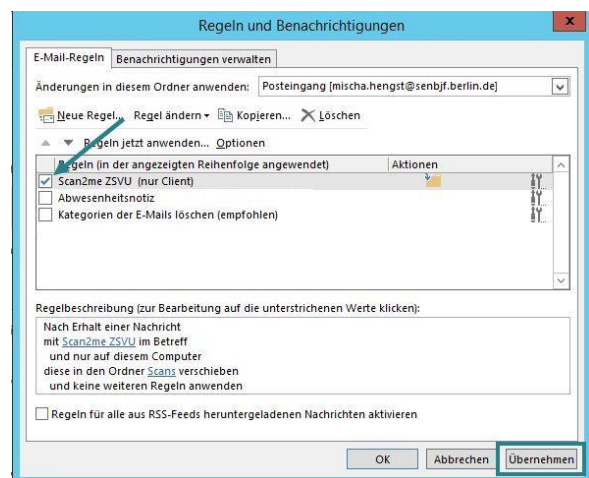 Regeln und Benachrichtigungen
x
E-Mail-Regeln Benachrichtigungen verwalten
Änderungen in diesem Ordner anwenden: Posteingang [mischa.hengst@senbjf.berlin.de]
Neue Regel... Regel ändern Kopieren... Löschen
Regeln jetzt anwenden... Optionen
Regeln (in der angezeigten Reihenfolge angewendet) Aktionen
Scan2me ZSVU (nur Client)
Abwesenheitsnotiz
Kategorien der E-Mails löschen (empfohlen)
Regelbeschreibung (zur Bearbeitung auf die unterstrichenen Werte klicken):
Nach Erhalt einer Nachricht
mit Scan2me ZSVU im Betreff
und nur auf diesem Computer
diese in den Ordner Scans verschieben
und keine weiteren Regeln anwenden
Regeln für alle aus RSS-Feeds heruntergeladenen Nachrichten aktivieren
OK Abbrechen Übernehmen